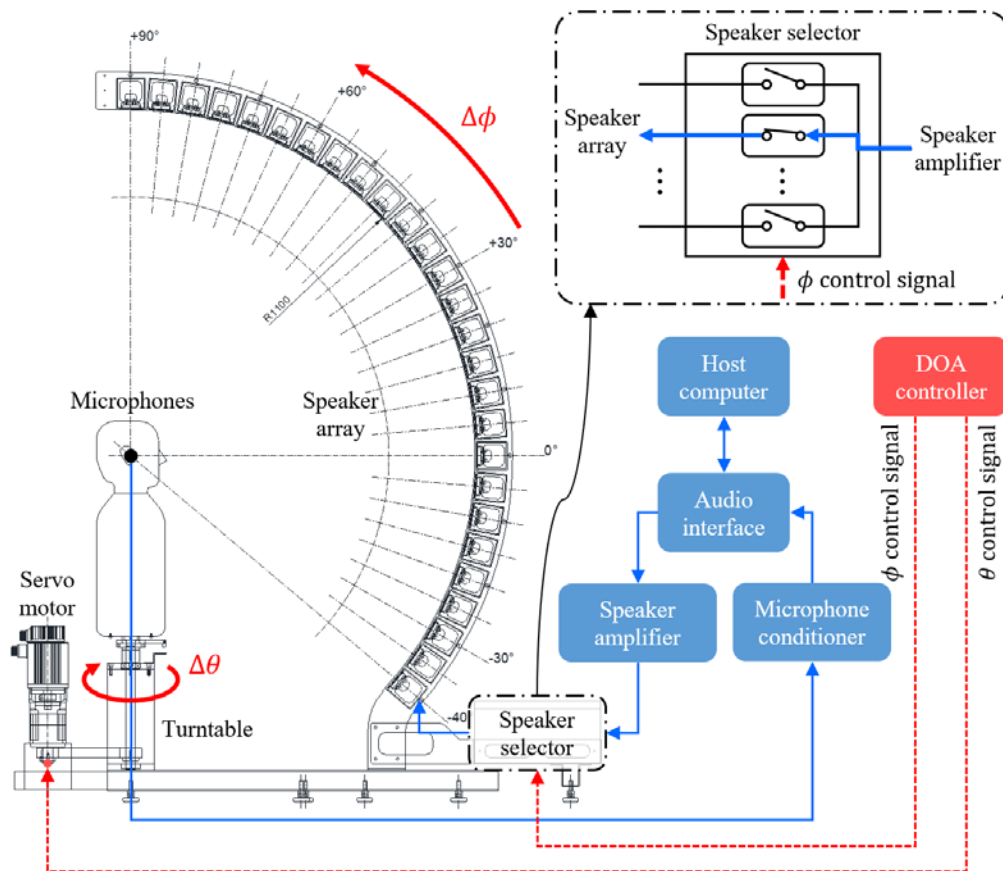 +90°
+60°
Δϕ
+30°
R1100
Microphones
Speaker
array
0°
Servo
motor
Δθ
Turntable
-30°
-40°
Speaker
selector
Speaker selector
Speaker
array
Speaker
amplifier
ϕ control signal
Host
computer
DOA
controller
Audio
interface
Speaker
amplifier
Microphone
conditioner
ϕ control signal
θ control signal